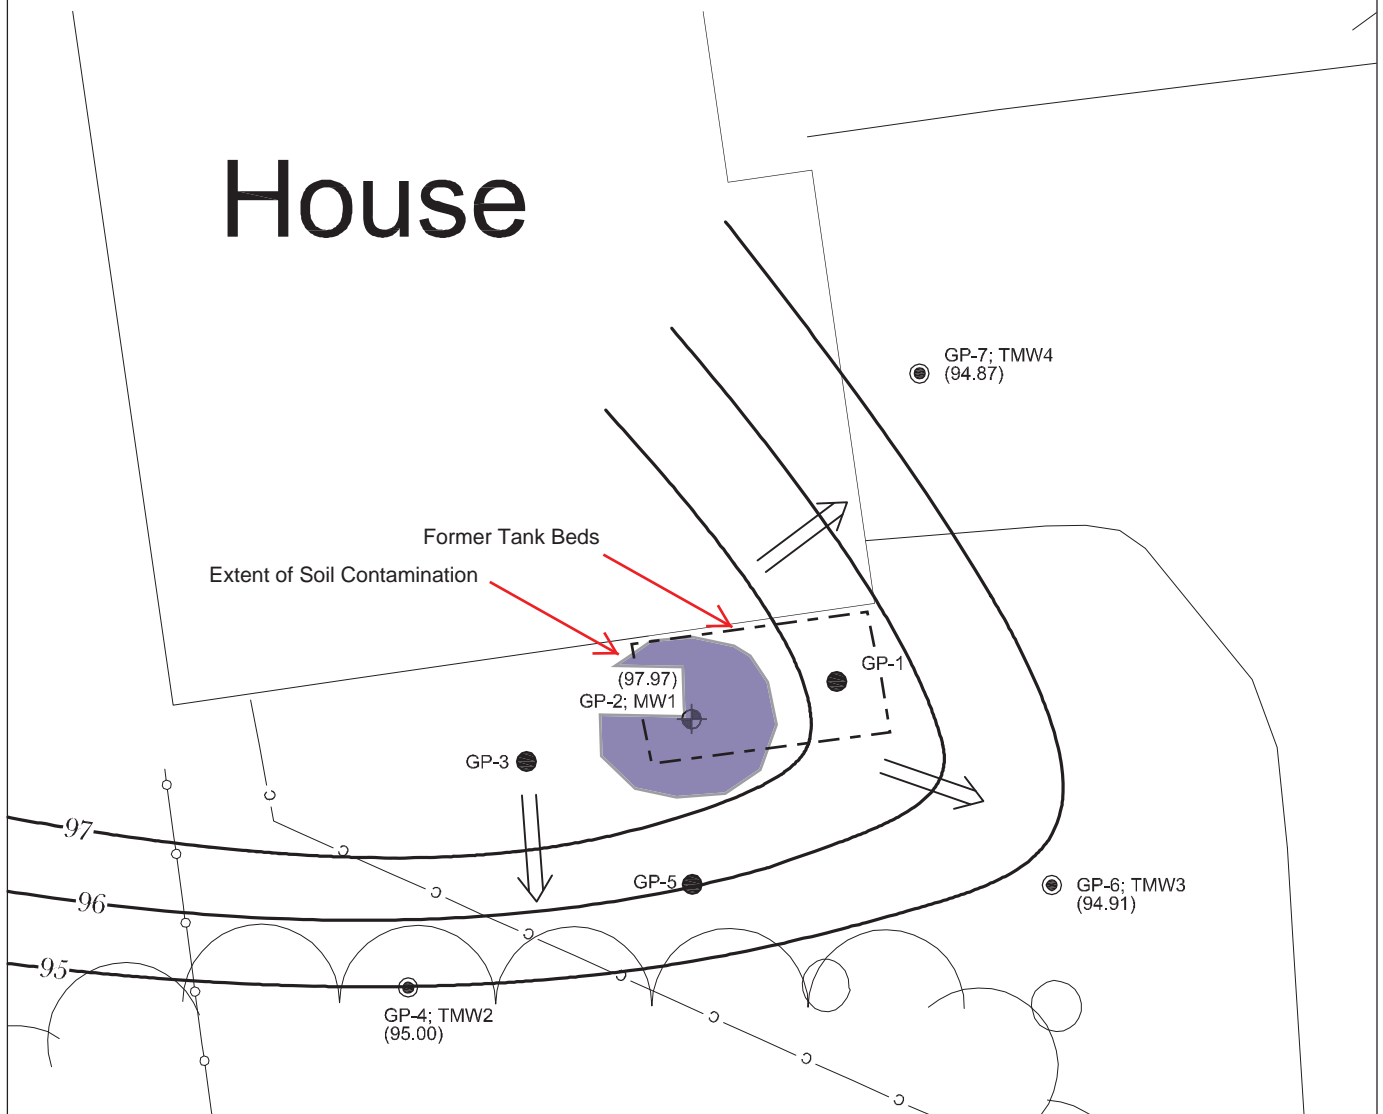 House
GP-7; TMW4
(94.87)
Former Tank Beds
Extent of Soil Contamination
GP-1
(97.97)
GP-2; MW1
GP-3
97
GP-5
GP-6; TMW3
(94.91)
96
95
GP-4; TMW2
(95.00)